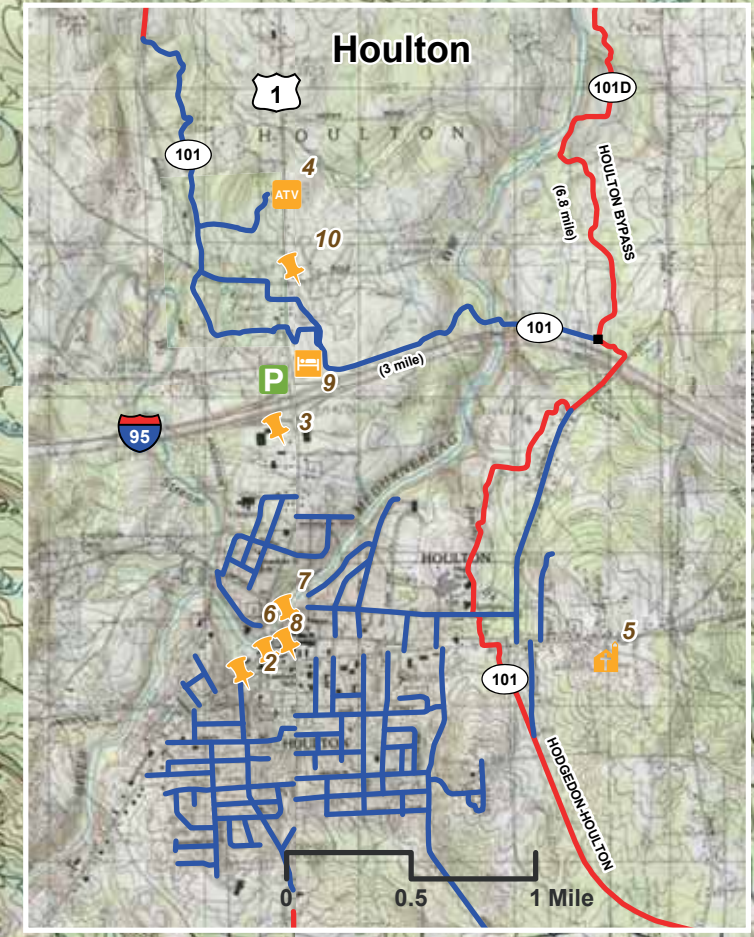 Houlton
1
101D
HOULTON
101
4
ATV
HOULTON BYPASS
(6.8 mile)
10
101
(3 mile)
P
9
3
95
MEDUXNEKEAG
HOULTON
7
6
8
5
2
101
HOULTON
HODGEDON-HOULTON
0 0.5 1 Mile